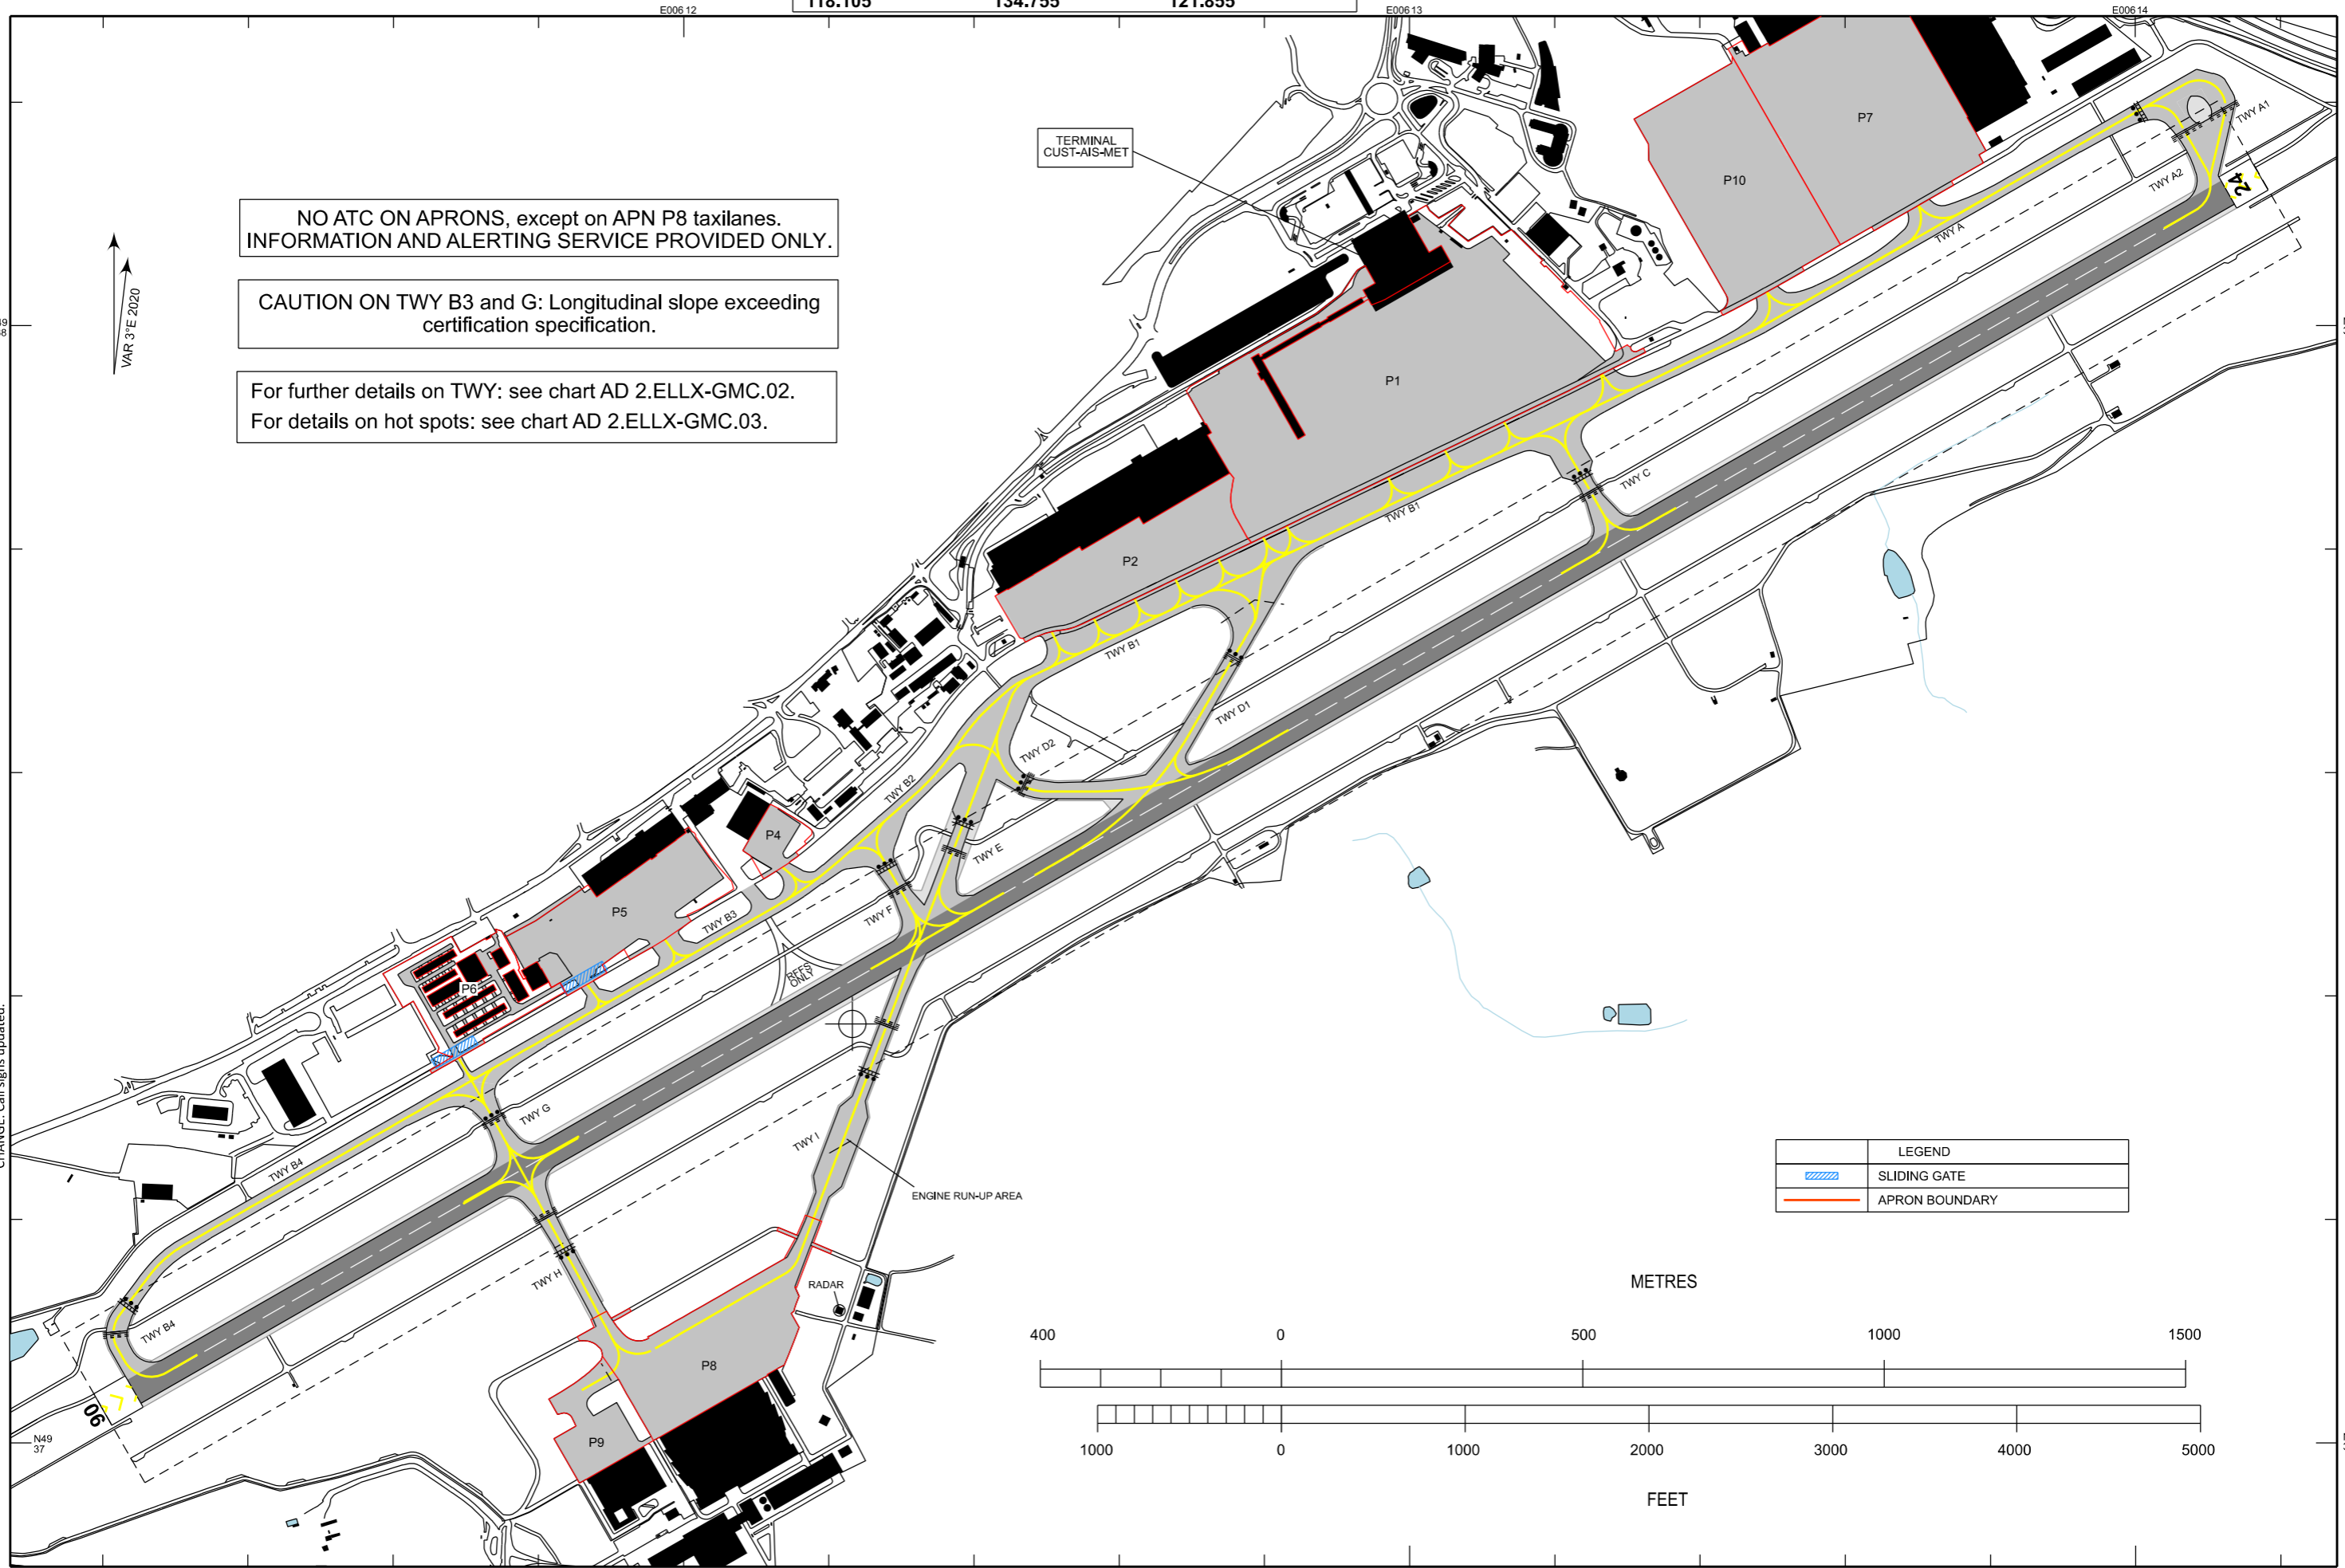 118.105 134.755 121.855
E006 12
E006 13
E006 14
TERMINAL
CUST-AIS-MET
NO ATC ON APRONS, except on APN P8 taxilanes.
INFORMATION AND ALERTING SERVICE PROVIDED ONLY.
CAUTION ON TWY B3 and G: Longitudinal slope exceeding
certification specification.
For further details on TWY: see chart AD 2.ELLX-GMC.02.
For details on hot spots: see chart AD 2.ELLX-GMC.03.
VAR 3°E 2020
P7
P10
TWY A1
TWY A2
24
TWY A
P1
TWY C
TWY B1
P2
TWY B1
TWY D1
TWY D2
TWY B2
P4
TWY E
P5
TWY B3
TWY F
RFFS
ONLY
P6
TWY G
TWY I
TWY B4
ENGINE RUN-UP AREA
TWY H
RADAR
TWY B4
P8
06
P9
N49
37
CHANGE: Call signs updated.
LEGEND
SLIDING GATE
APRON BOUNDARY
METRES
400 0 500 1000 1500
1000 0 1000 2000 3000 4000 5000
FEET